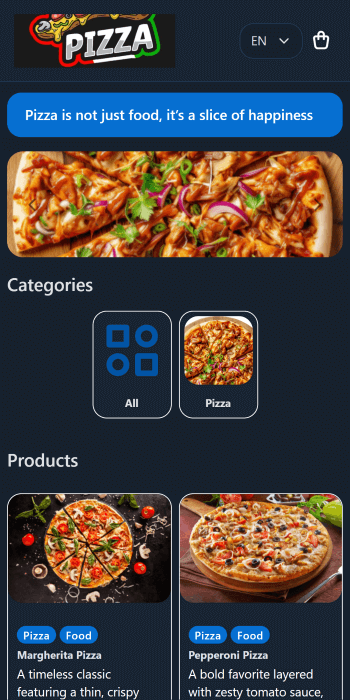 PIZZA
EN
Pizza is not just food, it's a slice of happiness
Categories
All
Pizza
Products
Pizza Food
Margherita Pizza
A timeless classic
featuring a thin, crispy
Pizza Food
Pepperoni Pizza
A bold favorite layered
with zesty tomato sauce,